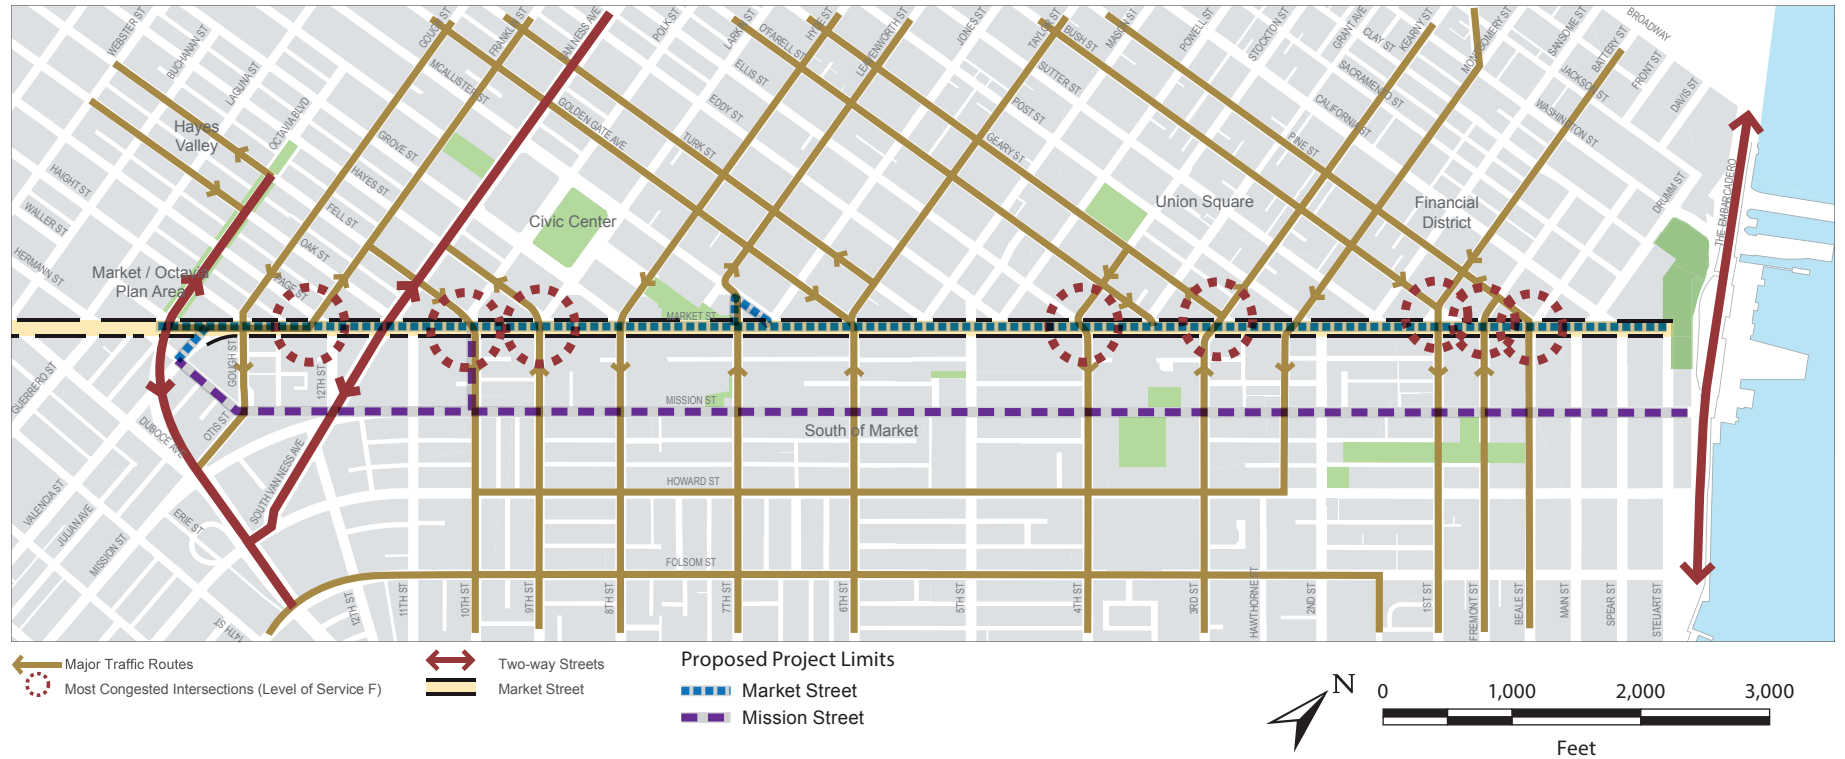 WEBSTER ST
BUCHANAN ST
LAGUNA ST
OCTAVIA BLVD
GOUGH ST
FRANKLIN ST
VAN NESS AVE
POLK ST
LARKIN ST
HYDE ST
LEAVENWORTH ST
JONES ST
TAYLOR ST
BUSH ST
MASON ST
POWELL ST
STOCKTON ST
GRANT AVE
CLAY ST
KEARNY ST
MONTGOMERY ST
SANSOME ST
BATTERY ST
FRONT ST
DAVIS ST
BROADWAY
JACKSON ST
WASHINGTON ST
SACRAMENTO ST
CALIFORNIA ST
PINE ST
SUTTER ST
POST ST
GEARY ST
O'FARELL ST
ELLIS ST
EDDY ST
TURK ST
GOLDEN GATE AVE
MCALLISTER ST
GROVE ST
HAYES ST
FELL ST
OAK ST
PAGE ST
HAIGHT ST
WALLER ST
HERMANN ST
DRUMM ST
THE EMBARCADERO
Hayes
Valley
Civic Center
Union Square
Financial
District
Market / Octavia
Plan Area
MARKET ST
GUERRERO ST
GOUGH ST
12TH ST
MISSION ST
South of Market
DUBOCE AVE
OTIS ST
SOUTH VAN NESS AVE
VALENCIA ST
JULIAN AVE
MISSION ST
ERIE ST
14TH ST
HOWARD ST
FOLSOM ST
12TH ST
11TH ST
10TH ST
9TH ST
8TH ST
7TH ST
6TH ST
5TH ST
4TH ST
3RD ST
HAWTHORNE ST
2ND ST
1ST ST
FREMONT ST
BEALE ST
MAIN ST
SPEAR ST
STEUART ST
Major Traffic Routes
Most Congested Intersections (Level of Service F)
Two-way Streets
Market Street
Proposed Project Limits
Market Street
Mission Street
N
0 1,000 2,000 3,000
Feet